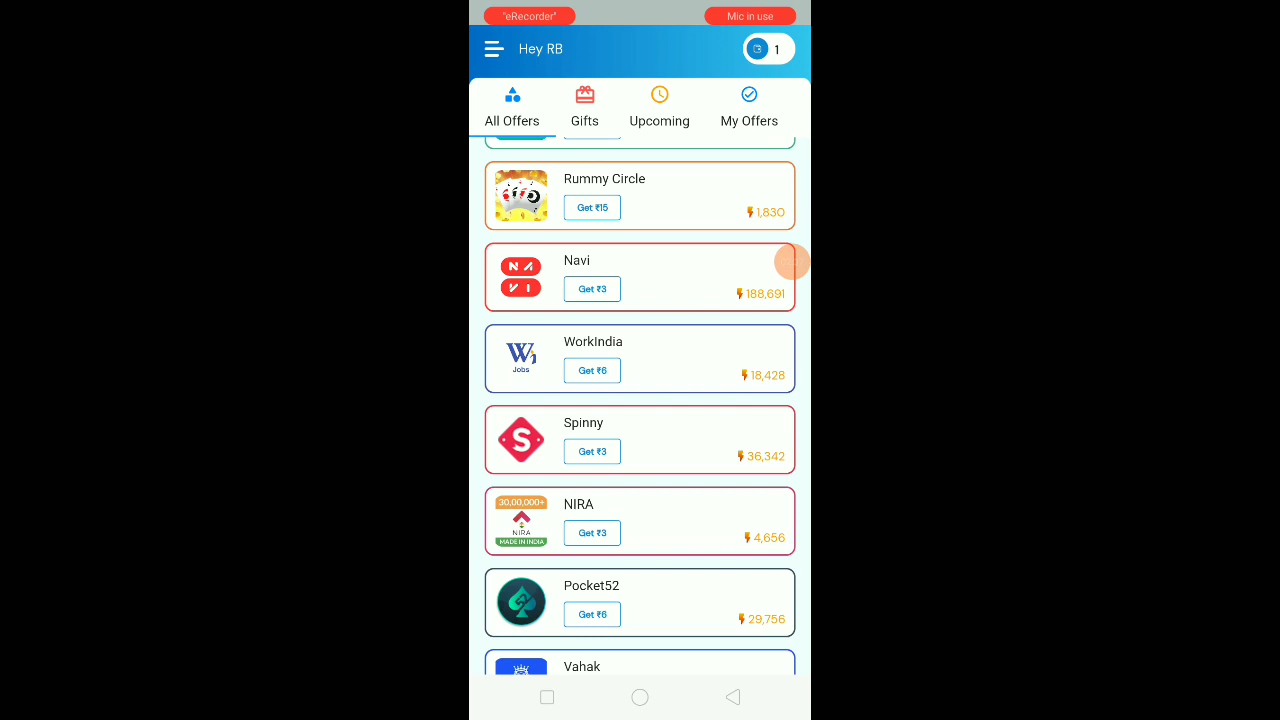 "eRecorder"
Mic in use
Hey RB
1
All Offers
Gifts
Upcoming
My Offers
Rummy Circle
Get ₹15
1,830
NAVI
Navi
Get ₹3
188,691
W
Jobs
WorkIndia
Get ₹6
18,428
S
Spinny
Get ₹3
36,342
30,00,000+
NIRA
MADE IN INDIA
NIRA
Get ₹3
4,656
Pocket52
Get ₹6
29,756
Vahak